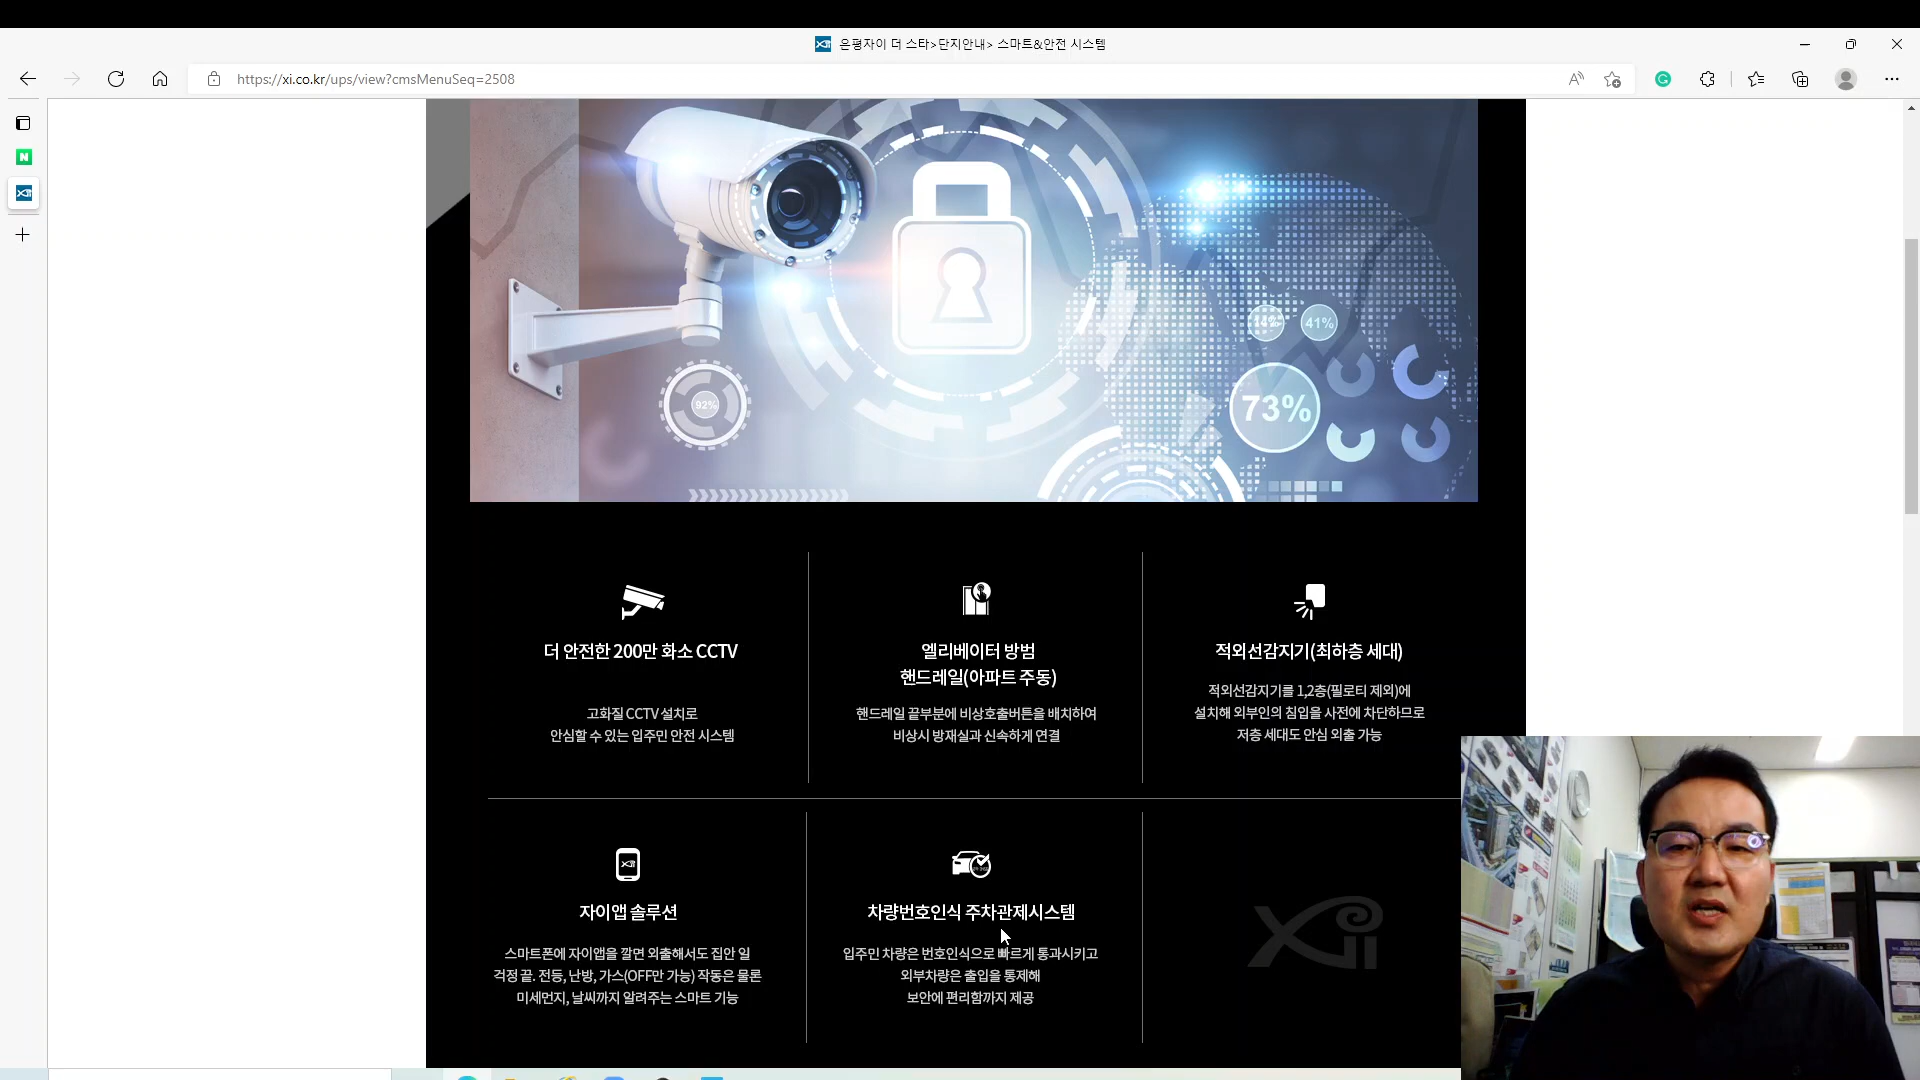 은평자이 더 스타>단지안내> 스마트&안전 시스템
https://xi.co.kr/ups/view?cmsMenuSeq=2508
92%
41%
73%
더 안전한 200만 화소 CCTV
고화질 CCTV 설치로
안심할 수 있는 입주민 안전 시스템
엘리베이터 방범
핸드레일(아파트 주동)
핸드레일 끝부분에 비상호출버튼을 배치하여
비상시 방재실과 신속하게 연결
적외선감지기(최하층 세대)
적외선감지기를 1,2층(필로티 제외)에
설치해 외부인의 침입을 사전에 차단하므로
저층 세대도 안심 외출 가능
자이앱 솔루션
스마트폰에 자이앱을 깔면 외출해서도 집안 일
걱정 끝. 전등, 난방, 가스(OFF만 가능) 작동은 물론
미세먼지, 날씨까지 알려주는 스마트 기능
차량번호인식 주차관제시스템
입주민 차량은 번호인식으로 빠르게 통과시키고
외부차량은 출입을 통제해
보안에 편리함까지 제공
Xii